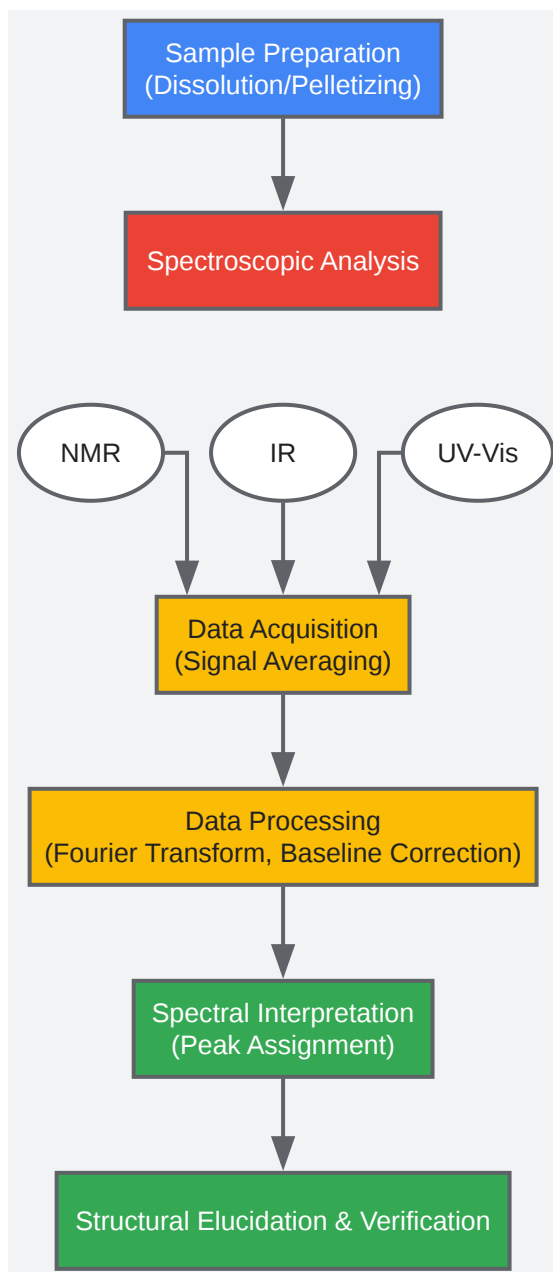 Sample Preparation
(Dissolution/Pelletizing)
Spectroscopic Analysis
NMR
IR
UV-Vis
Data Acquisition
(Signal Averaging)
Data Processing
(Fourier Transform, Baseline Correction)
Spectral Interpretation
(Peak Assignment)
Structural Elucidation & Verification